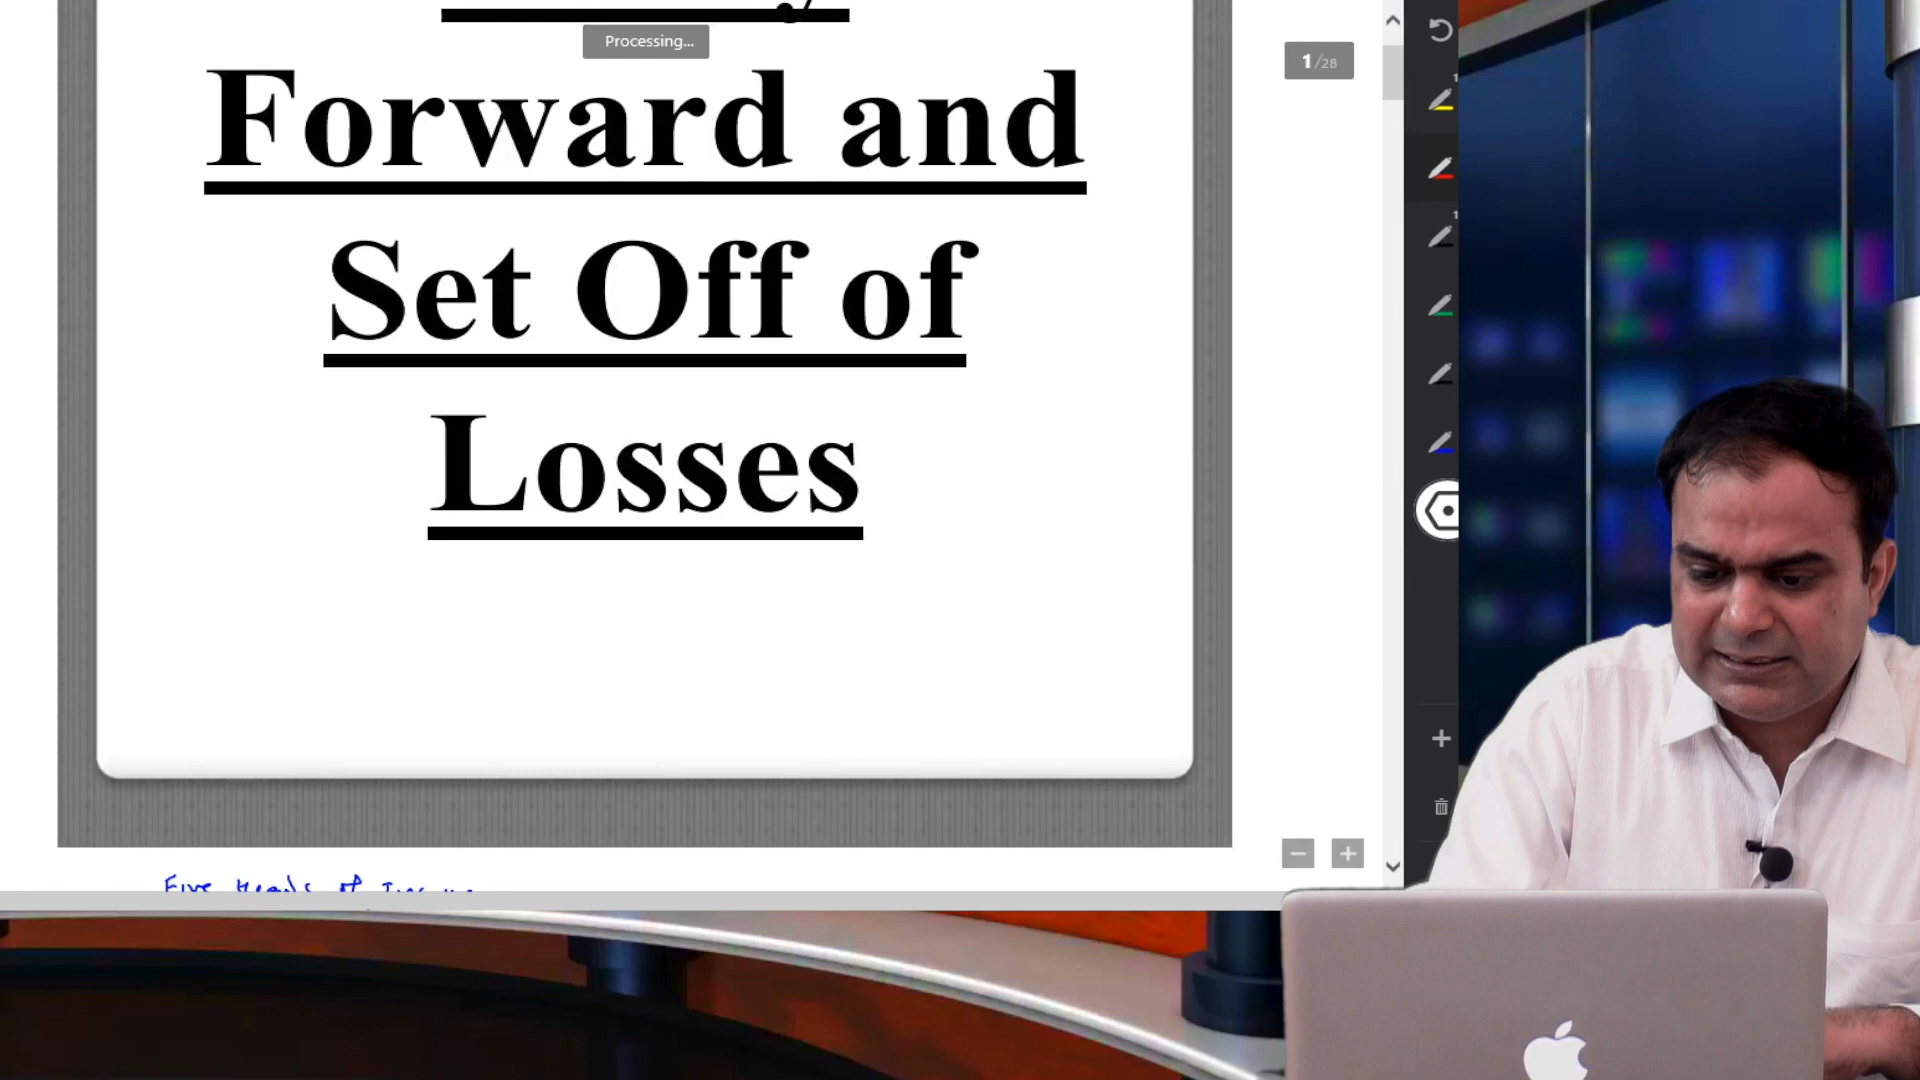 Processing...
1/28
Forward and
Set Off of
Losses